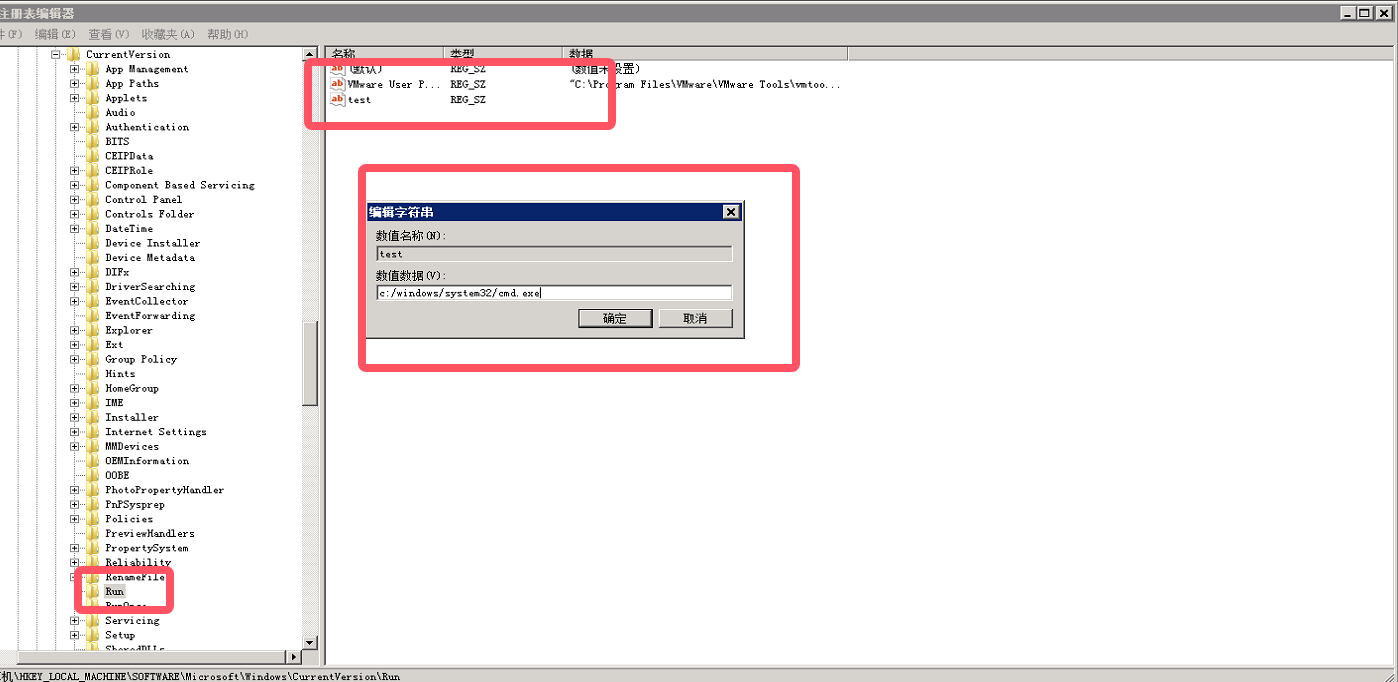 注册表编辑器
件(F) 编辑(E) 查看(V) 收藏夹(A) 帮助(H)
CurrentVersion
App Management
App Paths
Applets
Audio
Authentication
BITS
CEIPData
CEIPRole
Component Based Servicing
Control Panel
Controls Folder
DateTime
Device Installer
Device Metadata
DIFx
DriverSearching
EventCollector
EventForwarding
Explorer
Ext
Group Policy
Hints
HomeGroup
IME
Installer
Internet Settings
MMDevices
OEMInformation
OOBE
PhotoPropertyHandler
PnPSysprep
Policies
PreviewHandlers
PropertySystem
Reliability
RenameFile
Run
RunOnce
Servicing
Setup
SharedDLLs
名称 类型 数据
ab (默认) REG_SZ (数值未设置)
ab VMware User P... REG_SZ "C:\Program Files\VMware\VMware Tools\vmtoo...
ab test REG_SZ
编辑字符串
数值名称(N):
test
数值数据(V):
c:/windows/system32/cmd.exe
确定 取消
机\HKEY_LOCAL_MACHINE\SOFTWARE\Microsoft\Windows\CurrentVersion\Run